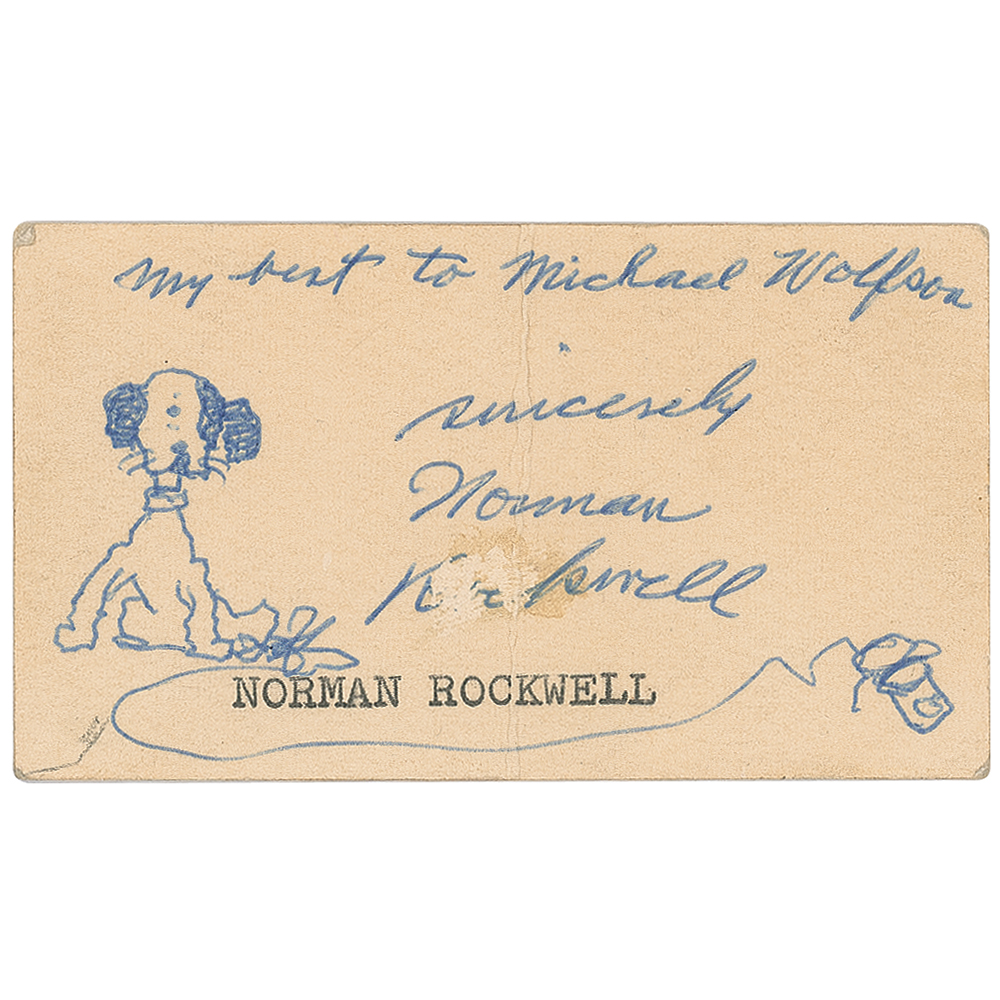 My best to Michael Wolfson
sincerely
Norman
Rockwell
NORMAN ROCKWELL